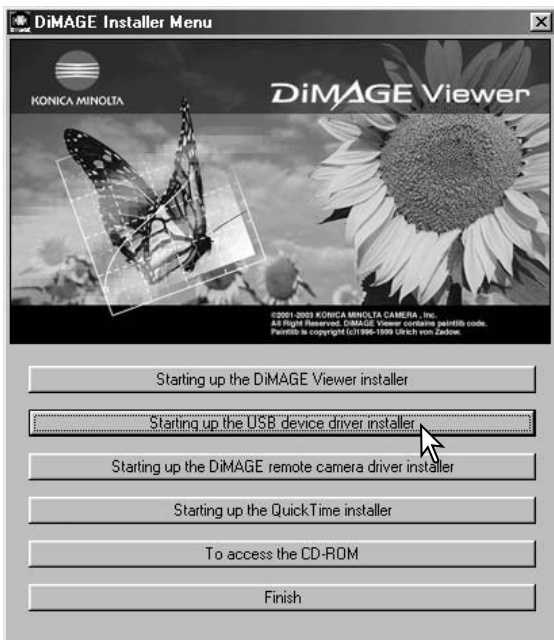 DiMAGE Installer Menu
KONICA MINOLTA
DiMAGE Viewer
©2001-2003 KONICA MINOLTA CAMERA , Inc.
All Right Reserved. DiMAGE Viewer contains paintlib code.
Paintlib is copyright (c)1996-1999 Ulrich von Zadow.
Starting up the DiMAGE Viewer installer
Starting up the USB device driver installer
Starting up the DiMAGE remote camera driver installer
Starting up the QuickTime installer
To access the CD-ROM
Finish